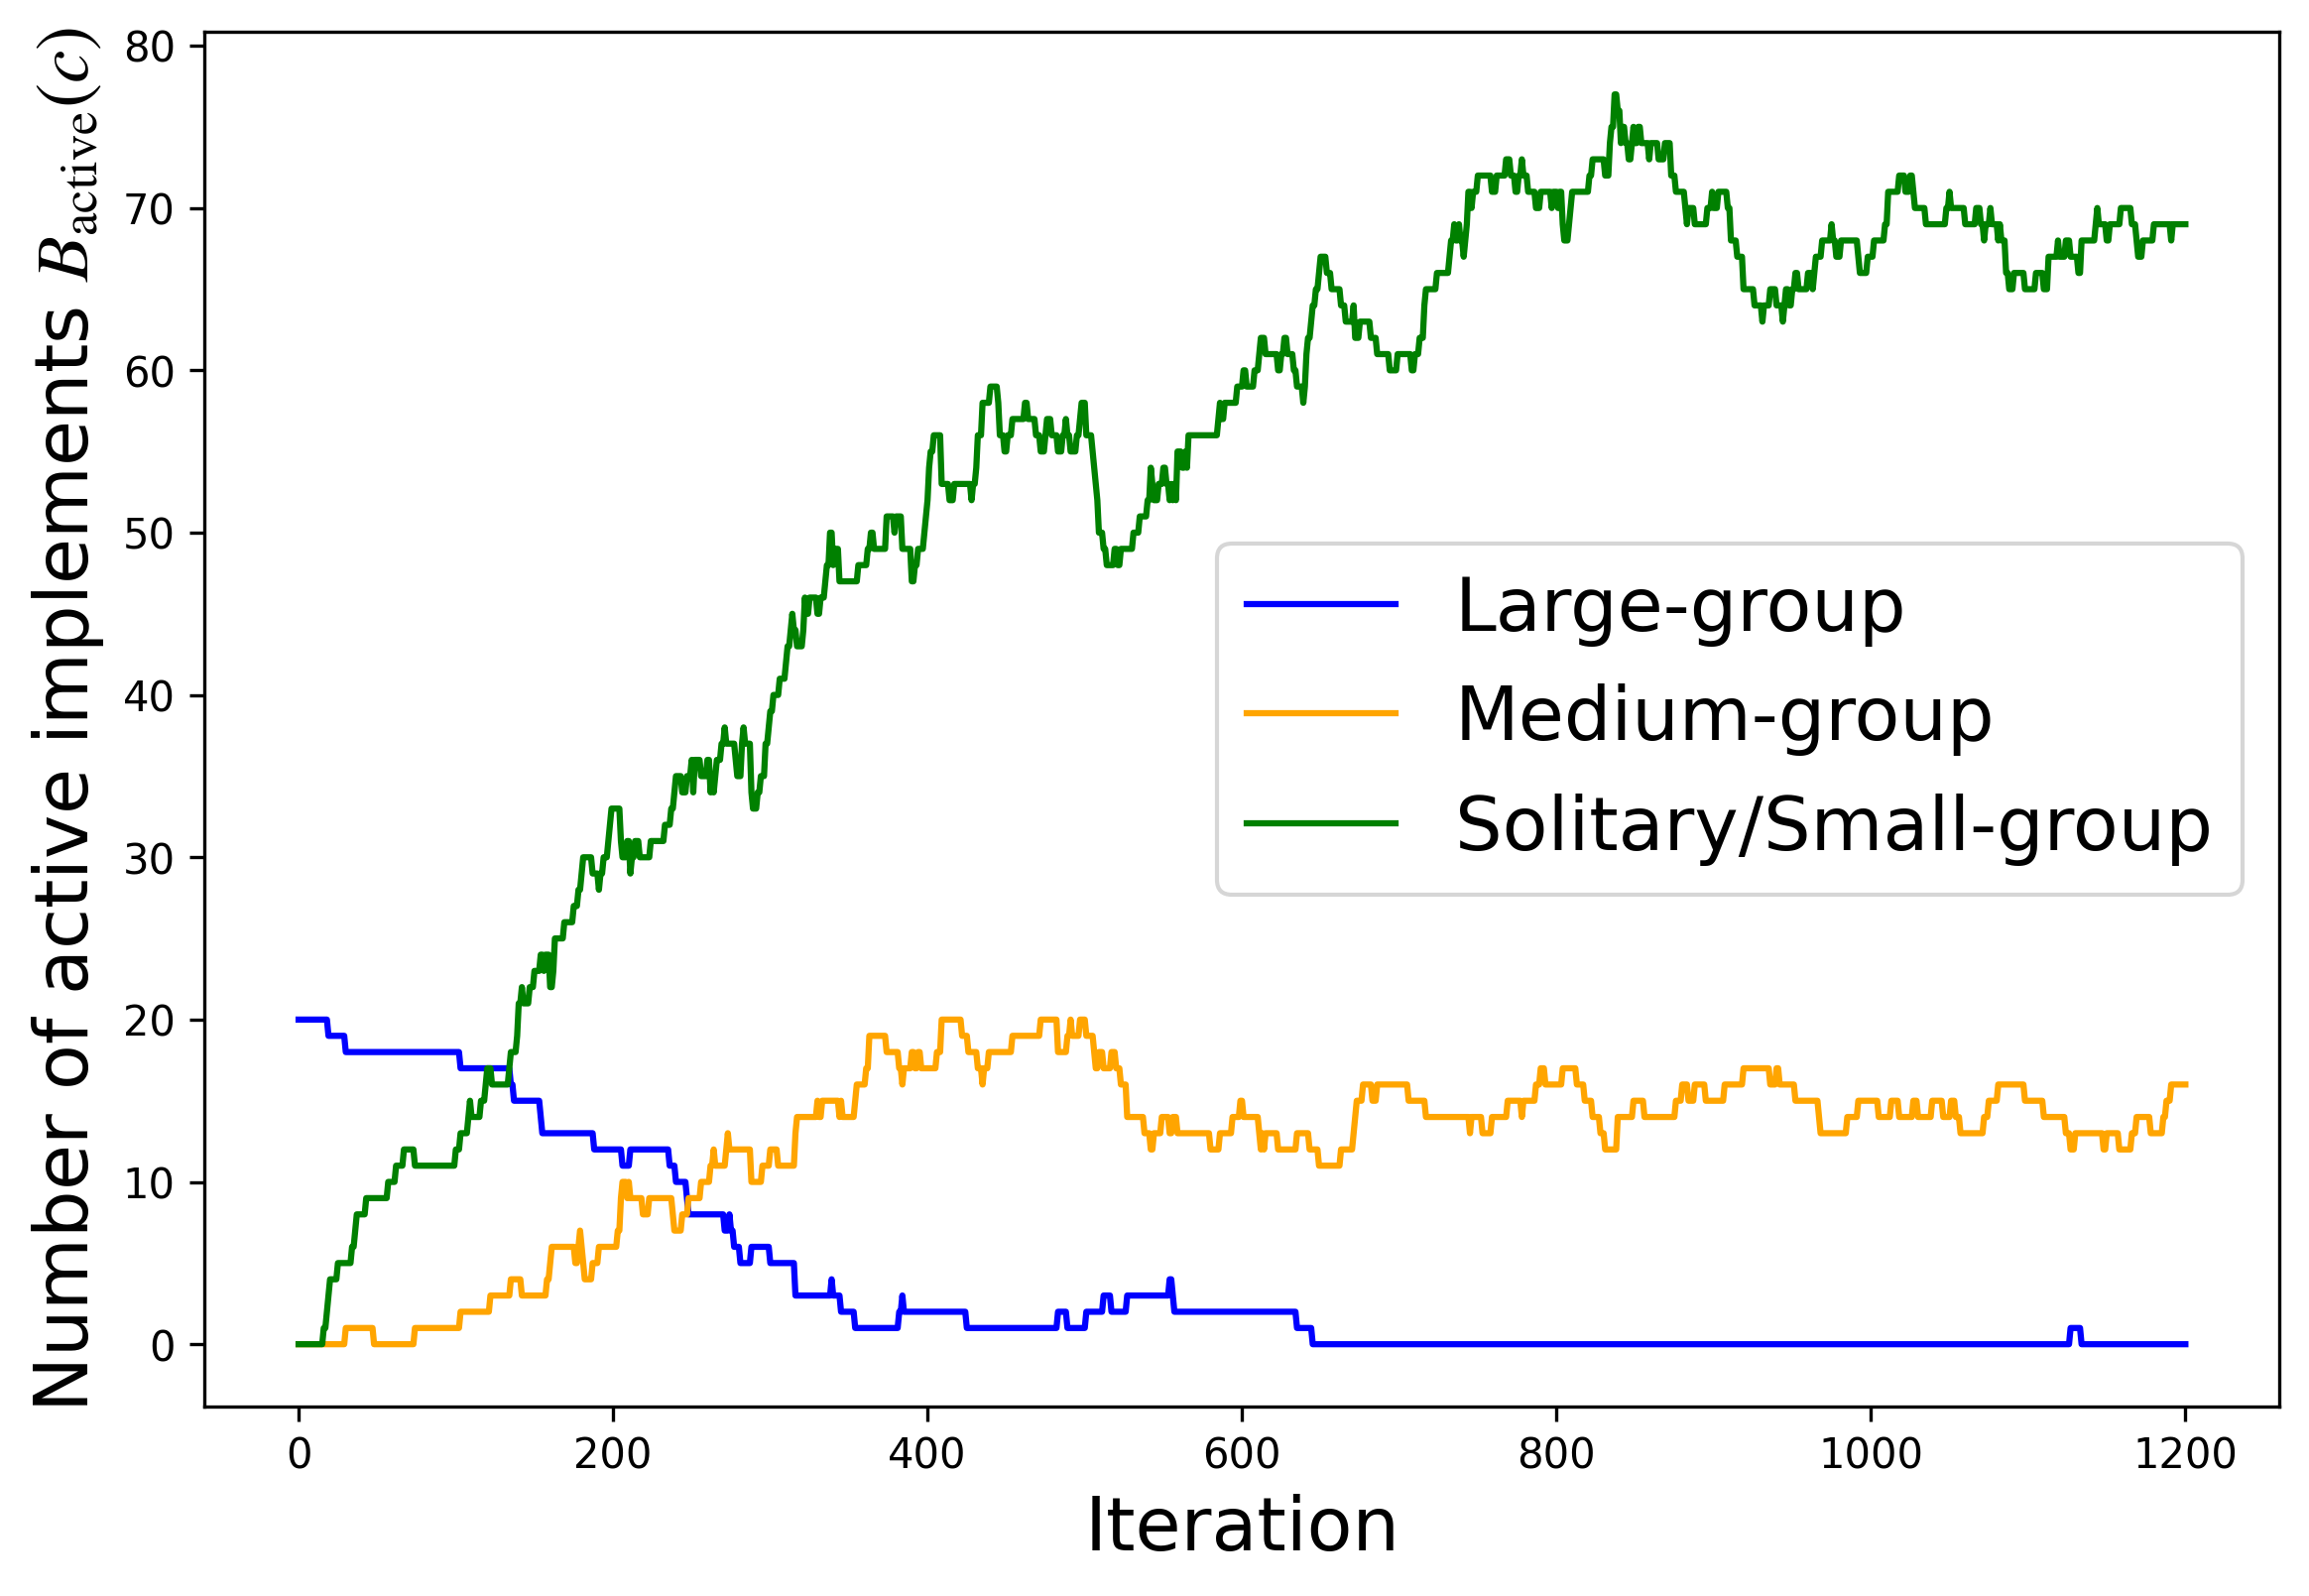 Number of active implements B_active(c)
80
70
60
50
40
30
20
10
0
Large-group
Medium-group
Solitary/Small-group
0 200 400 600 800 1000 1200
Iteration